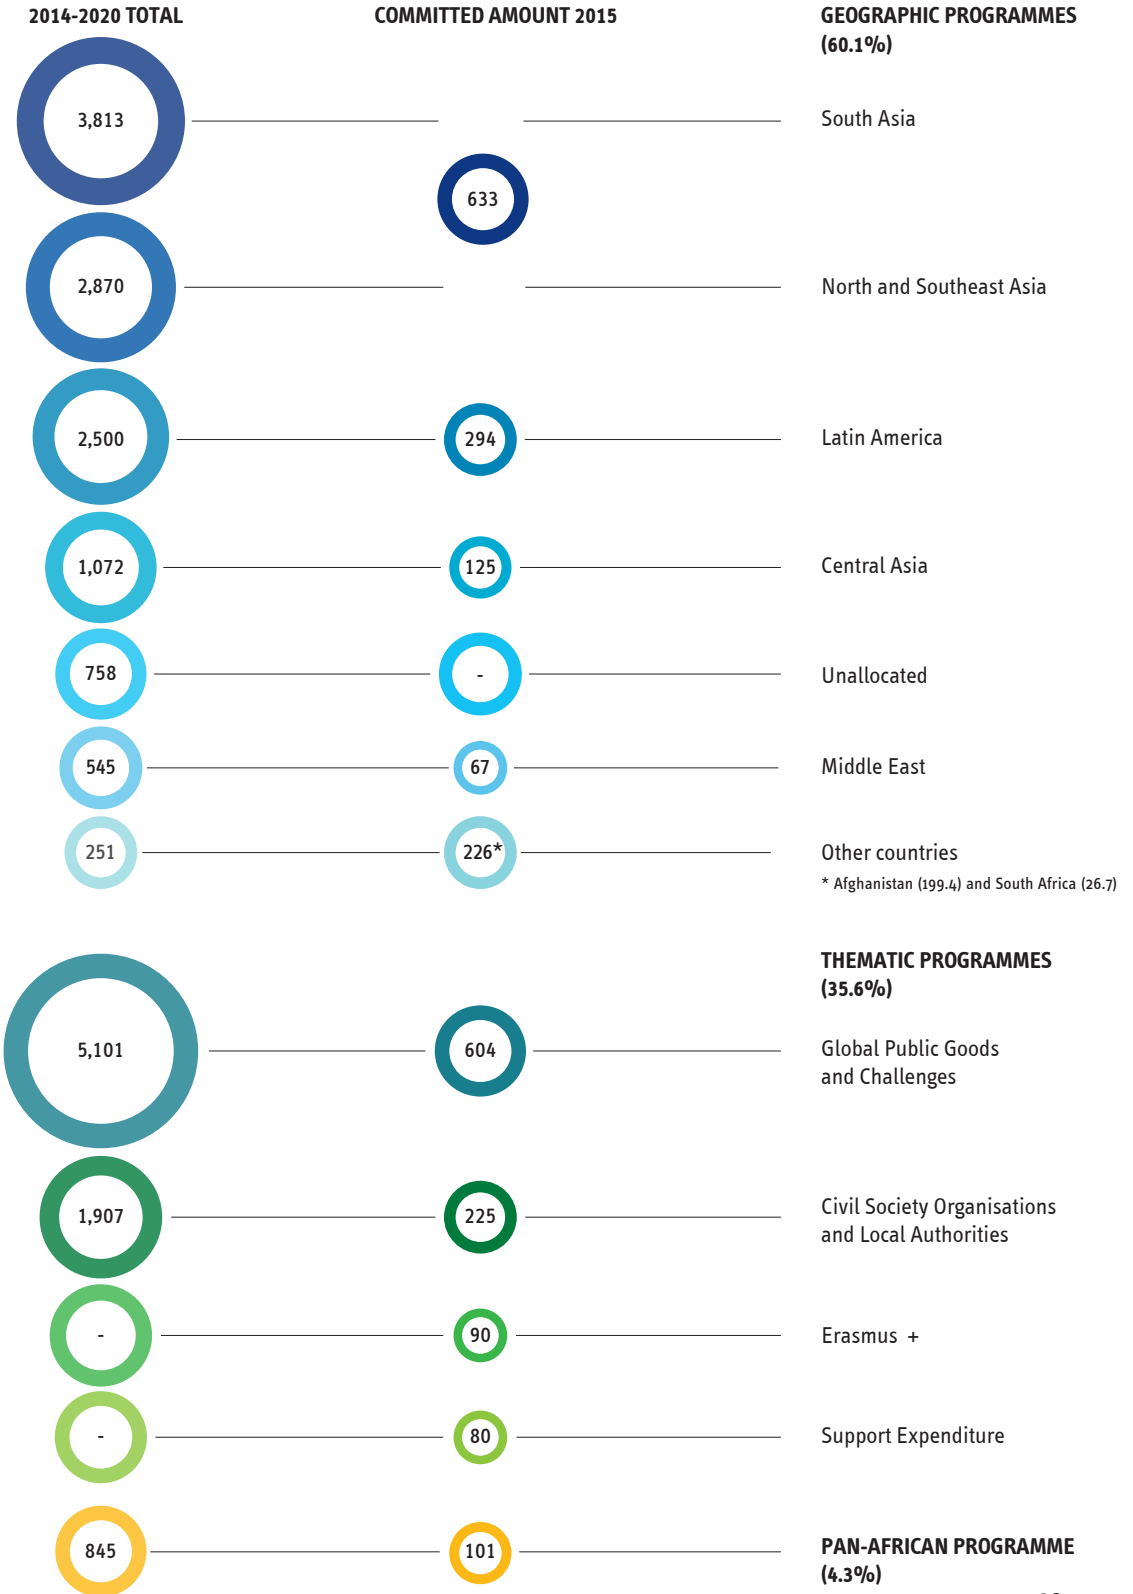 2014-2020 TOTAL
COMMITTED AMOUNT 2015
GEOGRAPHIC PROGRAMMES
(60.1%)
3,813
South Asia
633
2,870
North and Southeast Asia
2,500
294
Latin America
1,072
125
Central Asia
758
-
Unallocated
545
67
Middle East
251
226*
Other countries
* Afghanistan (199.4) and South Africa (26.7)
THEMATIC PROGRAMMES
(35.6%)
5,101
604
Global Public Goods
and Challenges
1,907
225
Civil Society Organisations
and Local Authorities
-
90
Erasmus +
-
80
Support Expenditure
845
101
PAN-AFRICAN PROGRAMME
(4.3%)